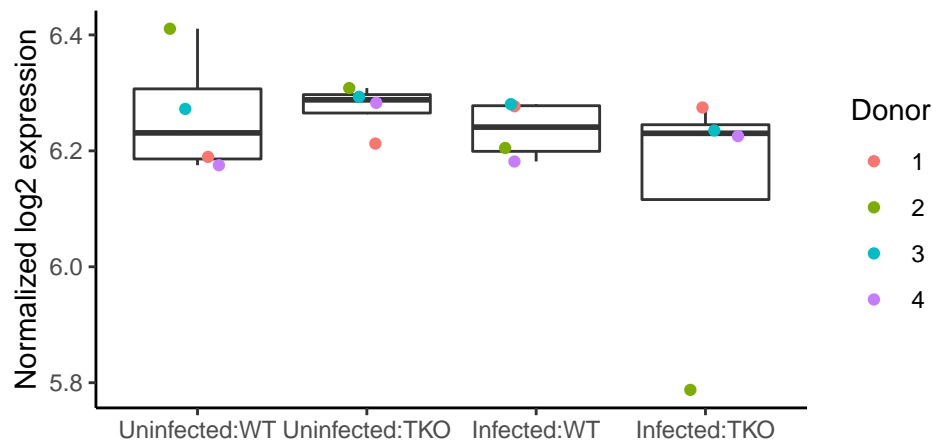 Normalized log2 expression
6.4
6.2
6.0
5.8
Uninfected:WT Uninfected:TKO Infected:WT Infected:TKO
Donor
1
2
3
4